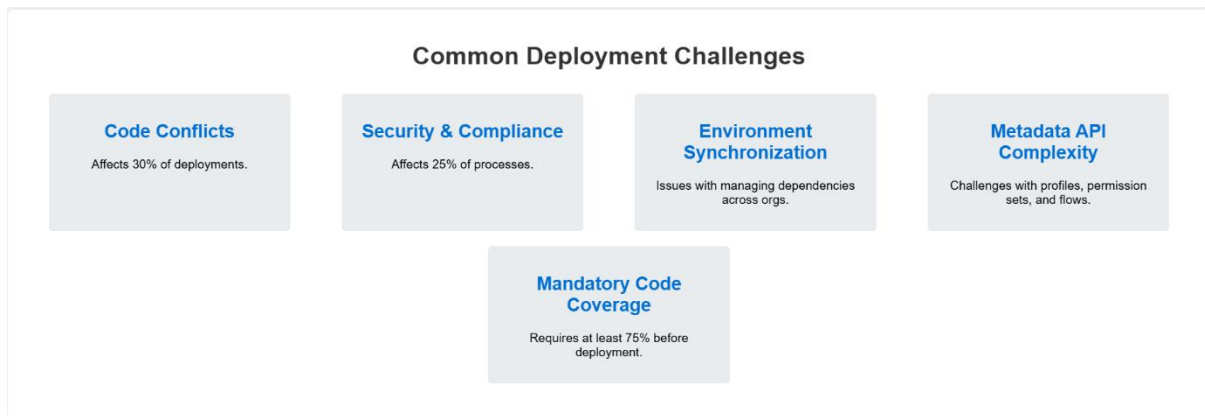 Common Deployment Challenges
Code Conflicts
Affects 30% of deployments.
Security & Compliance
Affects 25% of processes.
Environment
Synchronization
Issues with managing dependencies
across orgs.
Metadata API
Complexity
Challenges with profiles, permission
sets, and flows.
Mandatory Code
Coverage
Requires at least 75% before
deployment.